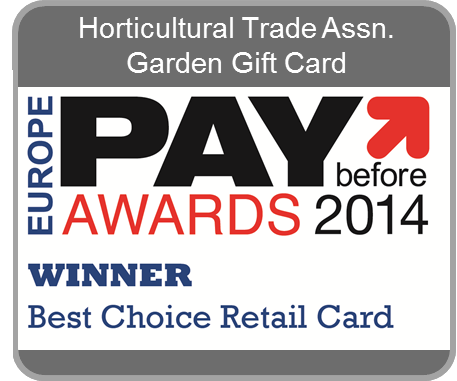 Horticultural Trade Assn.
Garden Gift Card
EUROPE
PAY
before
AWARDS 2014
WINNER
Best Choice Retail Card